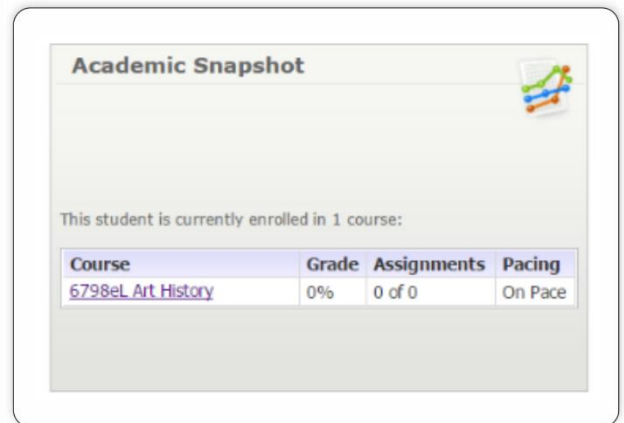 Academic Snapshot
This student is currently enrolled in 1 course:
Course Grade Assignments Pacing
6798eL Art History 0% 0 of 0 On Pace